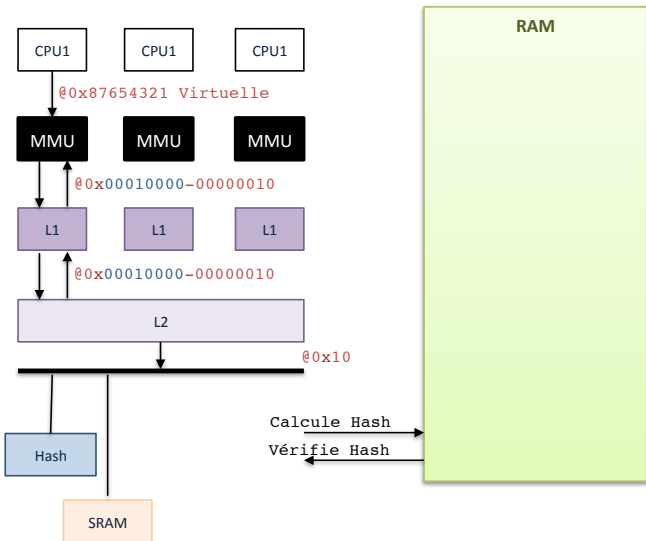 RAM
CPU1 CPU1 CPU1
@0x87654321 Virtuelle
MMU MMU MMU
@0x00010000-00000010
L1 L1 L1
@0x00010000-00000010
L2
@0x10
Calcule Hash
Vérifie Hash
Hash
SRAM